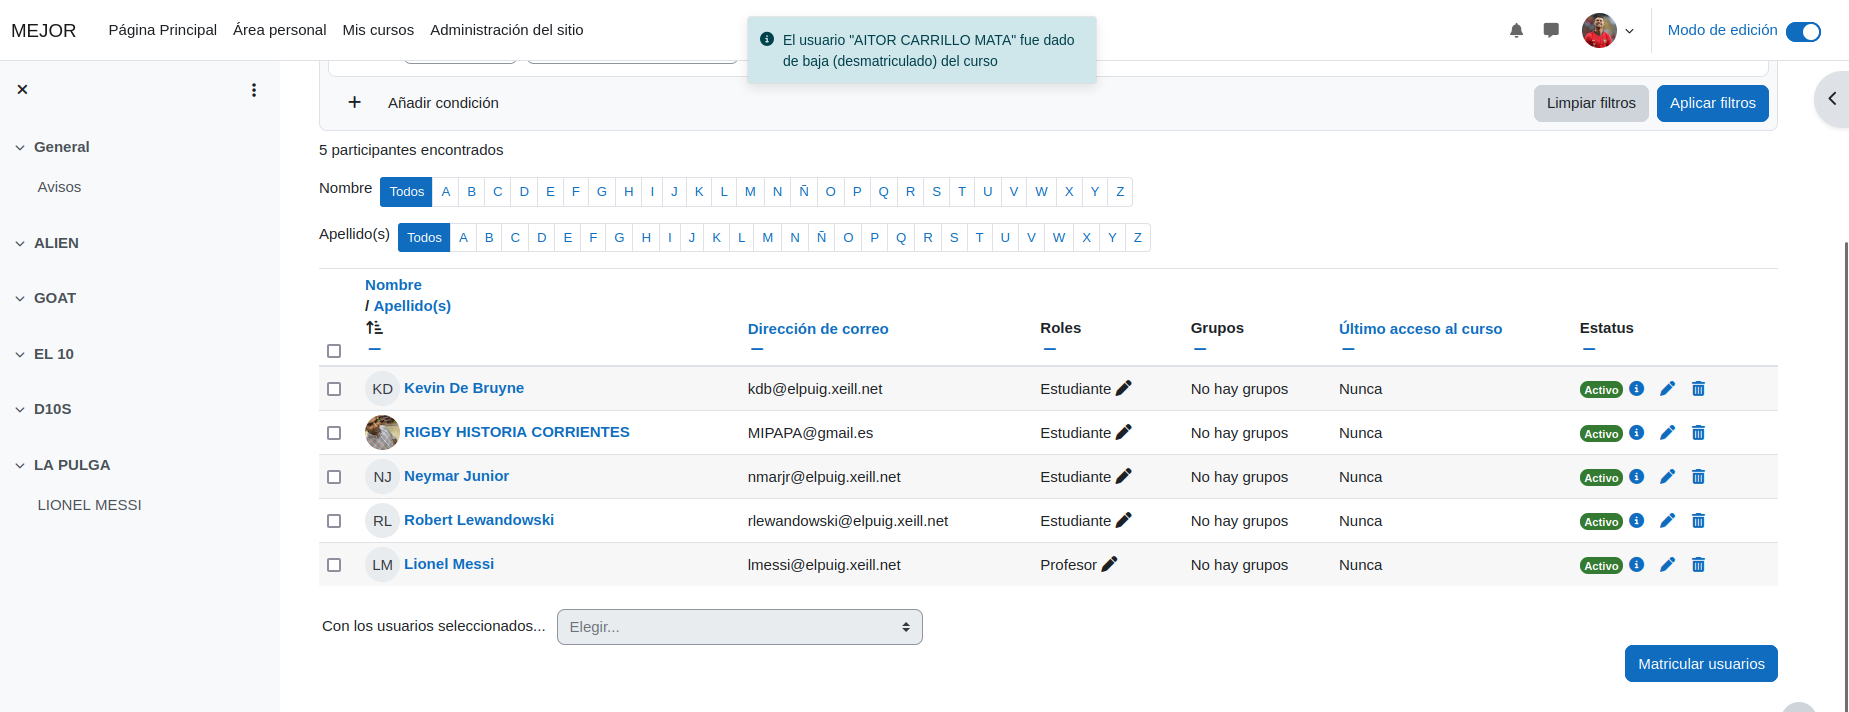 MEJOR Página Principal Área personal Mis cursos Administración del sitio Modo de edición
El usuario "AITOR CARRILLO MATA" fue dado
de baja (desmatriculado) del curso
General
Avisos
ALIEN
GOAT
EL 10
D10S
LA PULGA
LIONEL MESSI
Añadir condición Limpiar filtros Aplicar filtros
5 participantes encontrados
Nombre Todos A B C D E F G H I J K L M N Ñ O P Q R S T U V W X Y Z
Apellido(s) Todos A B C D E F G H I J K L M N Ñ O P Q R S T U V W X Y Z
Nombre
/ Apellido(s)
Dirección de correo Roles Grupos Último acceso al curso Estatus
KD Kevin De Bruyne kdb@elpuig.xeill.net Estudiante No hay grupos Nunca Activo
RIGBY HISTORIA CORRIENTES MIPAPA@gmail.es Estudiante No hay grupos Nunca Activo
NJ Neymar Junior nmarjr@elpuig.xeill.net Estudiante No hay grupos Nunca Activo
RL Robert Lewandowski rlewandowski@elpuig.xeill.net Estudiante No hay grupos Nunca Activo
LM Lionel Messi lmessi@elpuig.xeill.net Profesor No hay grupos Nunca Activo
Con los usuarios seleccionados... Elegir...
Matricular usuarios